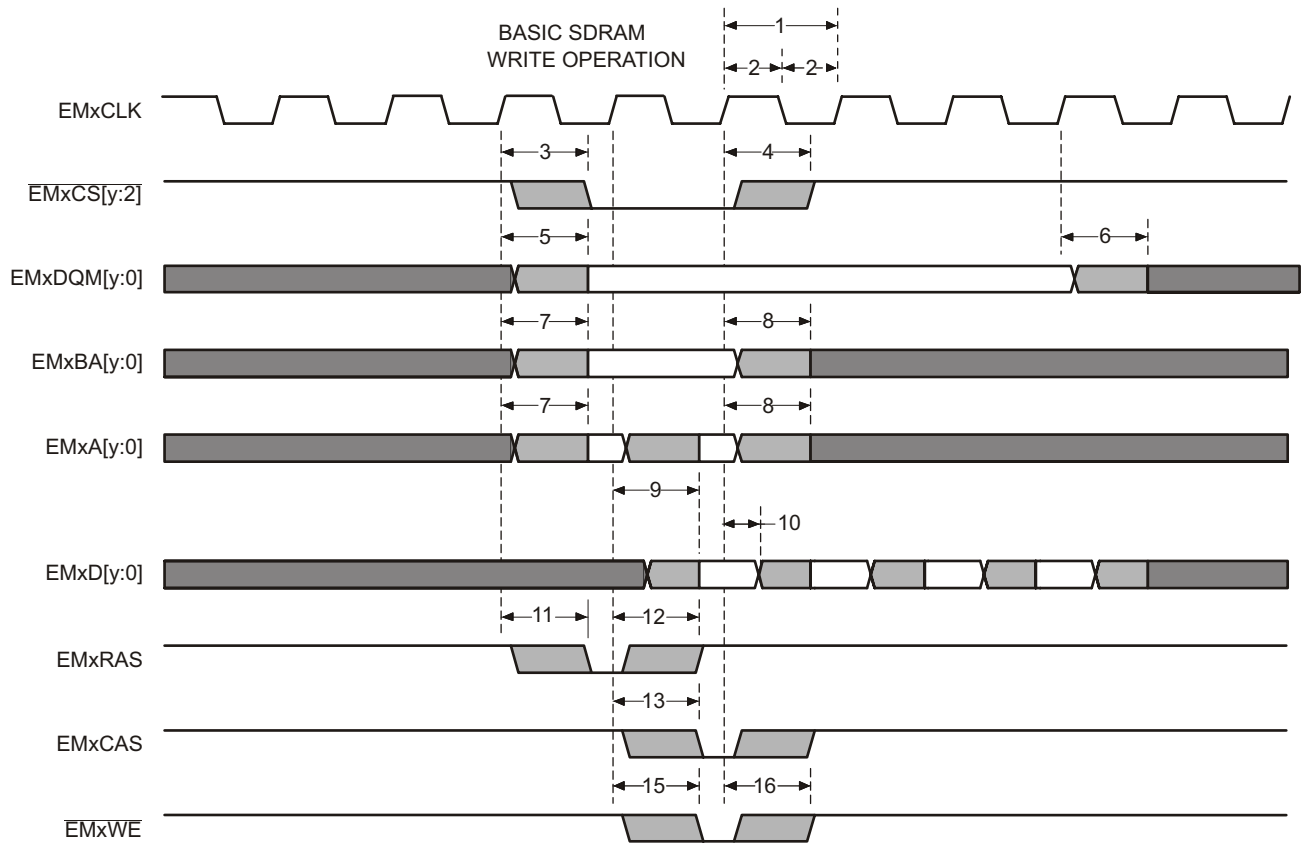 BASIC SDRAM
WRITE OPERATION
1
2 2
EMxCLK
3 4
EMxCS[y:2]
5 6
EMxDQM[y:0]
7 8
EMxBA[y:0]
7 8
EMxA[y:0]
9
10
EMxD[y:0]
11 12
EMxRAS
13
EMxCAS
15 16
EMxWE